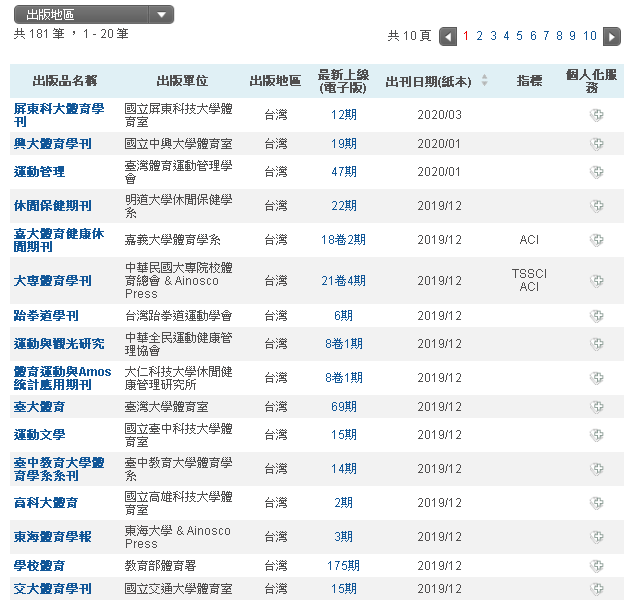 出版地區
共 181 筆 ， 1 - 20 筆
共 10 頁 1 2 3 4 5 6 7 8 9 10
出版品名稱 出版單位 出版地區 最新上線(電子版) 出刊日期(紙本) 指標 個人化服務
屏東科大體育學刊 國立屏東科技大學體育室 台灣 12期 2020/03
興大體育學刊 國立中興大學體育室 台灣 19期 2020/01
運動管理 臺灣體育運動管理學會 台灣 47期 2020/01
休閒保健期刊 明道大學休閒保健學系 台灣 22期 2019/12
嘉大體育健康休閒期刊 嘉義大學體育學系 台灣 18卷2期 2019/12 ACI
大專體育學刊 中華民國大專院校體育總會 & Ainosco Press 台灣 21卷4期 2019/12 TSSCI ACI
跆拳道學刊 台灣跆拳道運動學會 台灣 6期 2019/12
運動與觀光研究 中華全民運動健康管理協會 台灣 8卷1期 2019/12
體育運動與Amos統計應用期刊 大仁科技大學休閒健康管理研究所 台灣 8卷1期 2019/12
臺大體育 臺灣大學體育室 台灣 69期 2019/12
運動文學 國立臺中科技大學體育室 台灣 15期 2019/12
臺中教育大學體育學系系刊 臺中教育大學體育學系 台灣 14期 2019/12
高科大體育 國立高雄科技大學體育室 台灣 2期 2019/12
東海體育學報 東海大學 & Ainosco Press 台灣 3期 2019/12
學校體育 教育部體育署 台灣 175期 2019/12
交大體育學刊 國立交通大學體育室 台灣 15期 2019/12